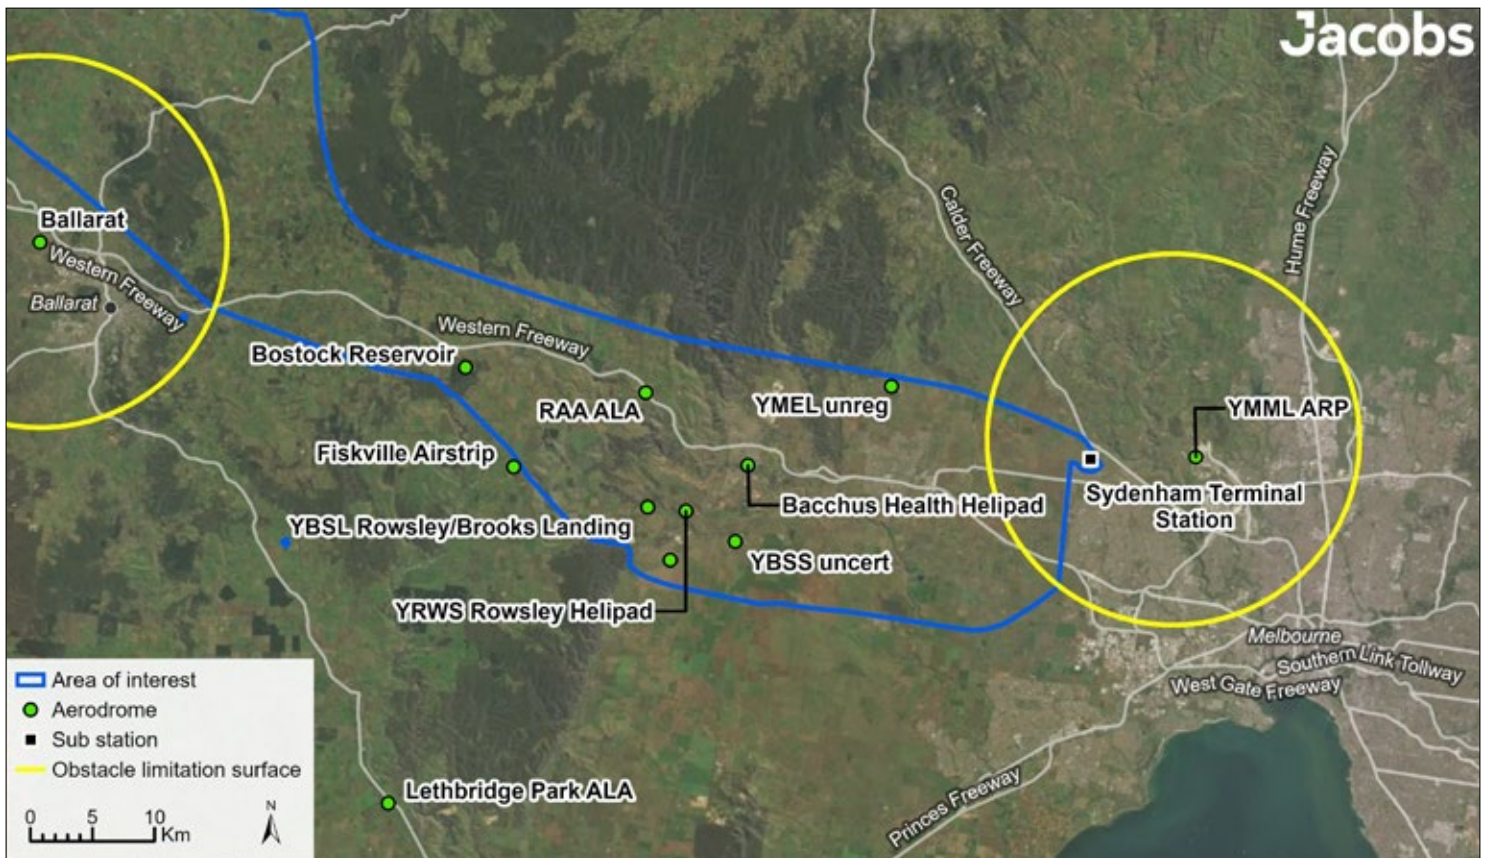 Jacobs
Hume Freeway
Calder Freeway
Ballarat
Western Freeway
Ballarat
Western Freeway
Bostock Reservoir
RAA ALA
YMEL unreg
YMML ARP
Fiskville Airstrip
Bacchus Health Helipad
Sydenham Terminal
Station
YBSL Rowsley/Brooks Landing
YBSS uncert
YRWS Rowsley Helipad
Melbourne
Southern Link Tollway
West Gate Freeway
Princes Freeway
Lethbridge Park ALA
Area of interest
Aerodrome
Sub station
Obstacle limitation surface
0 5 10
Km
N